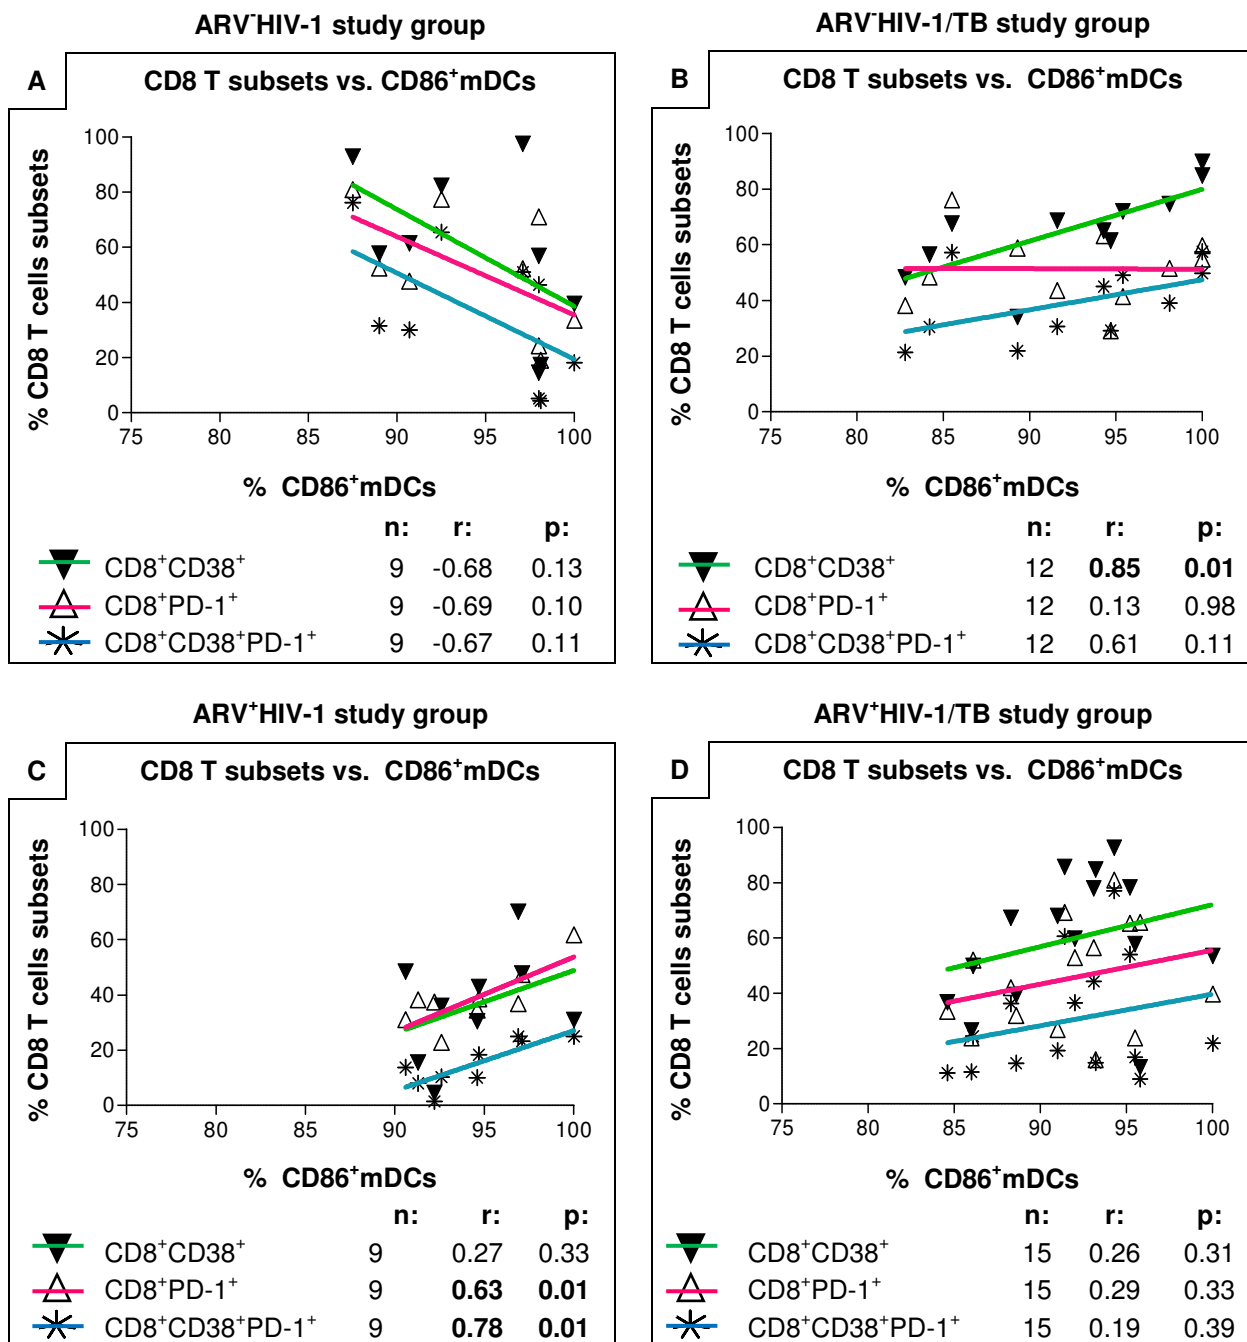 ARV⁻HIV-1 study group
A
CD8 T subsets vs. CD86⁺mDCs
% CD8 T cells subsets
100
80
60
40
20
0
75 80 85 90 95 100
% CD86⁺mDCs
n: r: p:
CD8⁺CD38⁺ 9 -0.68 0.13
CD8⁺PD-1⁺ 9 -0.69 0.10
CD8⁺CD38⁺PD-1⁺ 9 -0.67 0.11
ARV⁻HIV-1/TB study group
B
CD8 T subsets vs. CD86⁺mDCs
% CD8 T cells subsets
100
80
60
40
20
0
75 80 85 90 95 100
% CD86⁺mDCs
n: r: p:
CD8⁺CD38⁺ 12 0.85 0.01
CD8⁺PD-1⁺ 12 0.13 0.98
CD8⁺CD38⁺PD-1⁺ 12 0.61 0.11
ARV⁺HIV-1 study group
C
CD8 T subsets vs. CD86⁺mDCs
% CD8 T cells subsets
100
80
60
40
20
0
75 80 85 90 95 100
% CD86⁺mDCs
n: r: p:
CD8⁺CD38⁺ 9 0.27 0.33
CD8⁺PD-1⁺ 9 0.63 0.01
CD8⁺CD38⁺PD-1⁺ 9 0.78 0.01
ARV⁺HIV-1/TB study group
D
CD8 T subsets vs. CD86⁺mDCs
% CD8 T cells subsets
100
80
60
40
20
0
75 80 85 90 95 100
% CD86⁺mDCs
n: r: p:
CD8⁺CD38⁺ 15 0.26 0.31
CD8⁺PD-1⁺ 15 0.29 0.33
CD8⁺CD38⁺PD-1⁺ 15 0.19 0.39